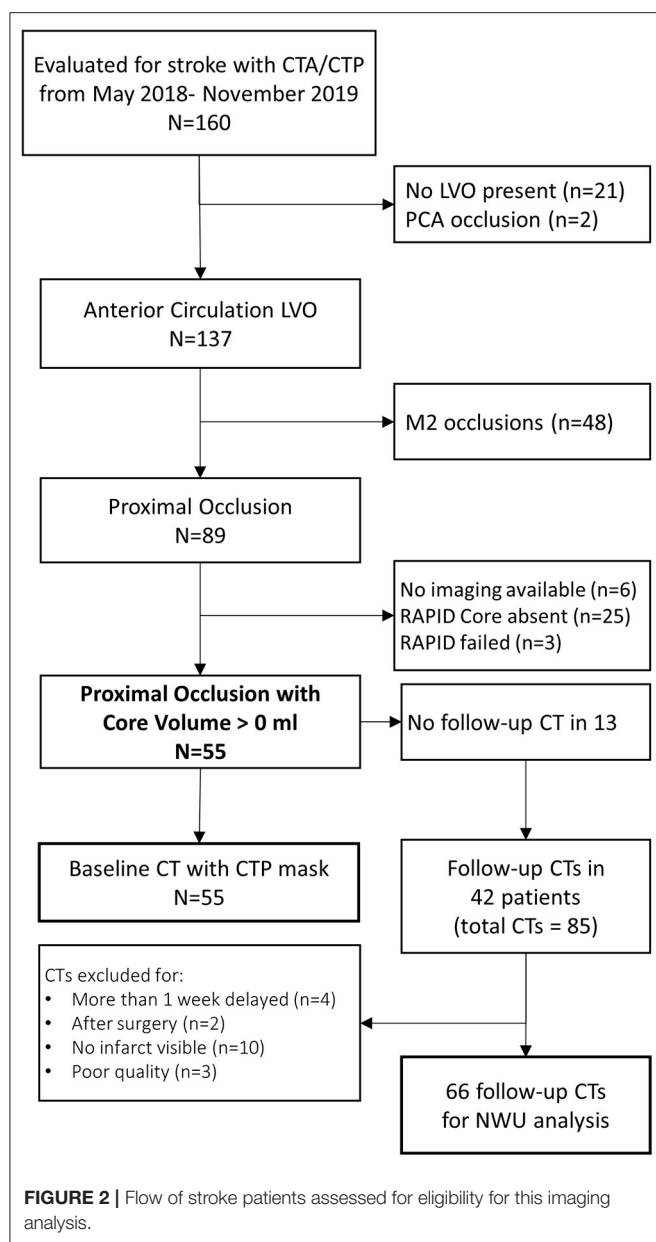 Evaluated for stroke with CTA/CTP
from May 2018- November 2019
N=160
No LVO present (n=21)
PCA occlusion (n=2)
Anterior Circulation LVO
N=137
M2 occlusions (n=48)
Proximal Occlusion
N=89
No imaging available (n=6)
RAPID Core absent (n=25)
RAPID failed (n=3)
Proximal Occlusion with
Core Volume > 0 ml
N=55
No follow-up CT in 13
Baseline CT with CTP mask
N=55
Follow-up CTs in
42 patients
(total CTs = 85)
CTs excluded for:
• More than 1 week delayed (n=4)
• After surgery (n=2)
• No infarct visible (n=10)
• Poor quality (n=3)
66 follow-up CTs
for NWU analysis
FIGURE 2 | Flow of stroke patients assessed for eligibility for this imaging
analysis.